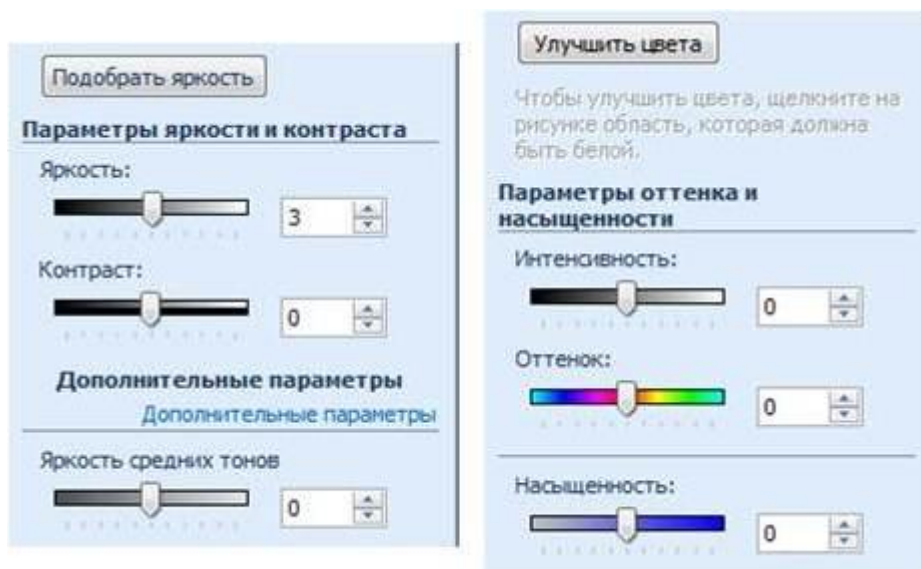 Подобрать яркость
Параметры яркости и контраста
Яркость:
3
Контраст:
0
Дополнительные параметры
Дополнительные параметры
Яркость средних тонов
0
Улучшить цвета
Чтобы улучшить цвета, щелкните на
рисунке область, которая должна
быть белой.
Параметры оттенка и
насыщенности
Интенсивность:
0
Оттенок:
0
Насыщенность:
0